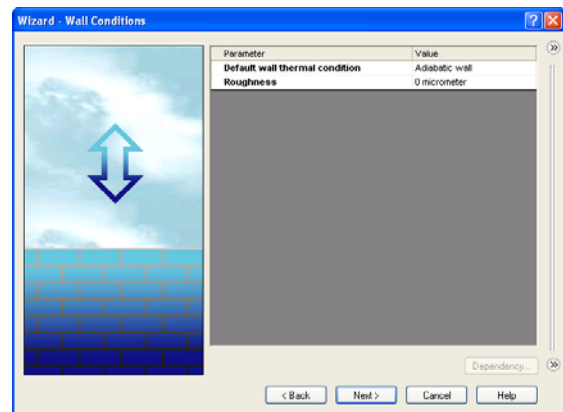 Wizard - Wall Conditions
Parameter Value
Default wall thermal condition Adiabatic wall
Roughness 0 micrometer
Dependency...
< Back Next > Cancel Help